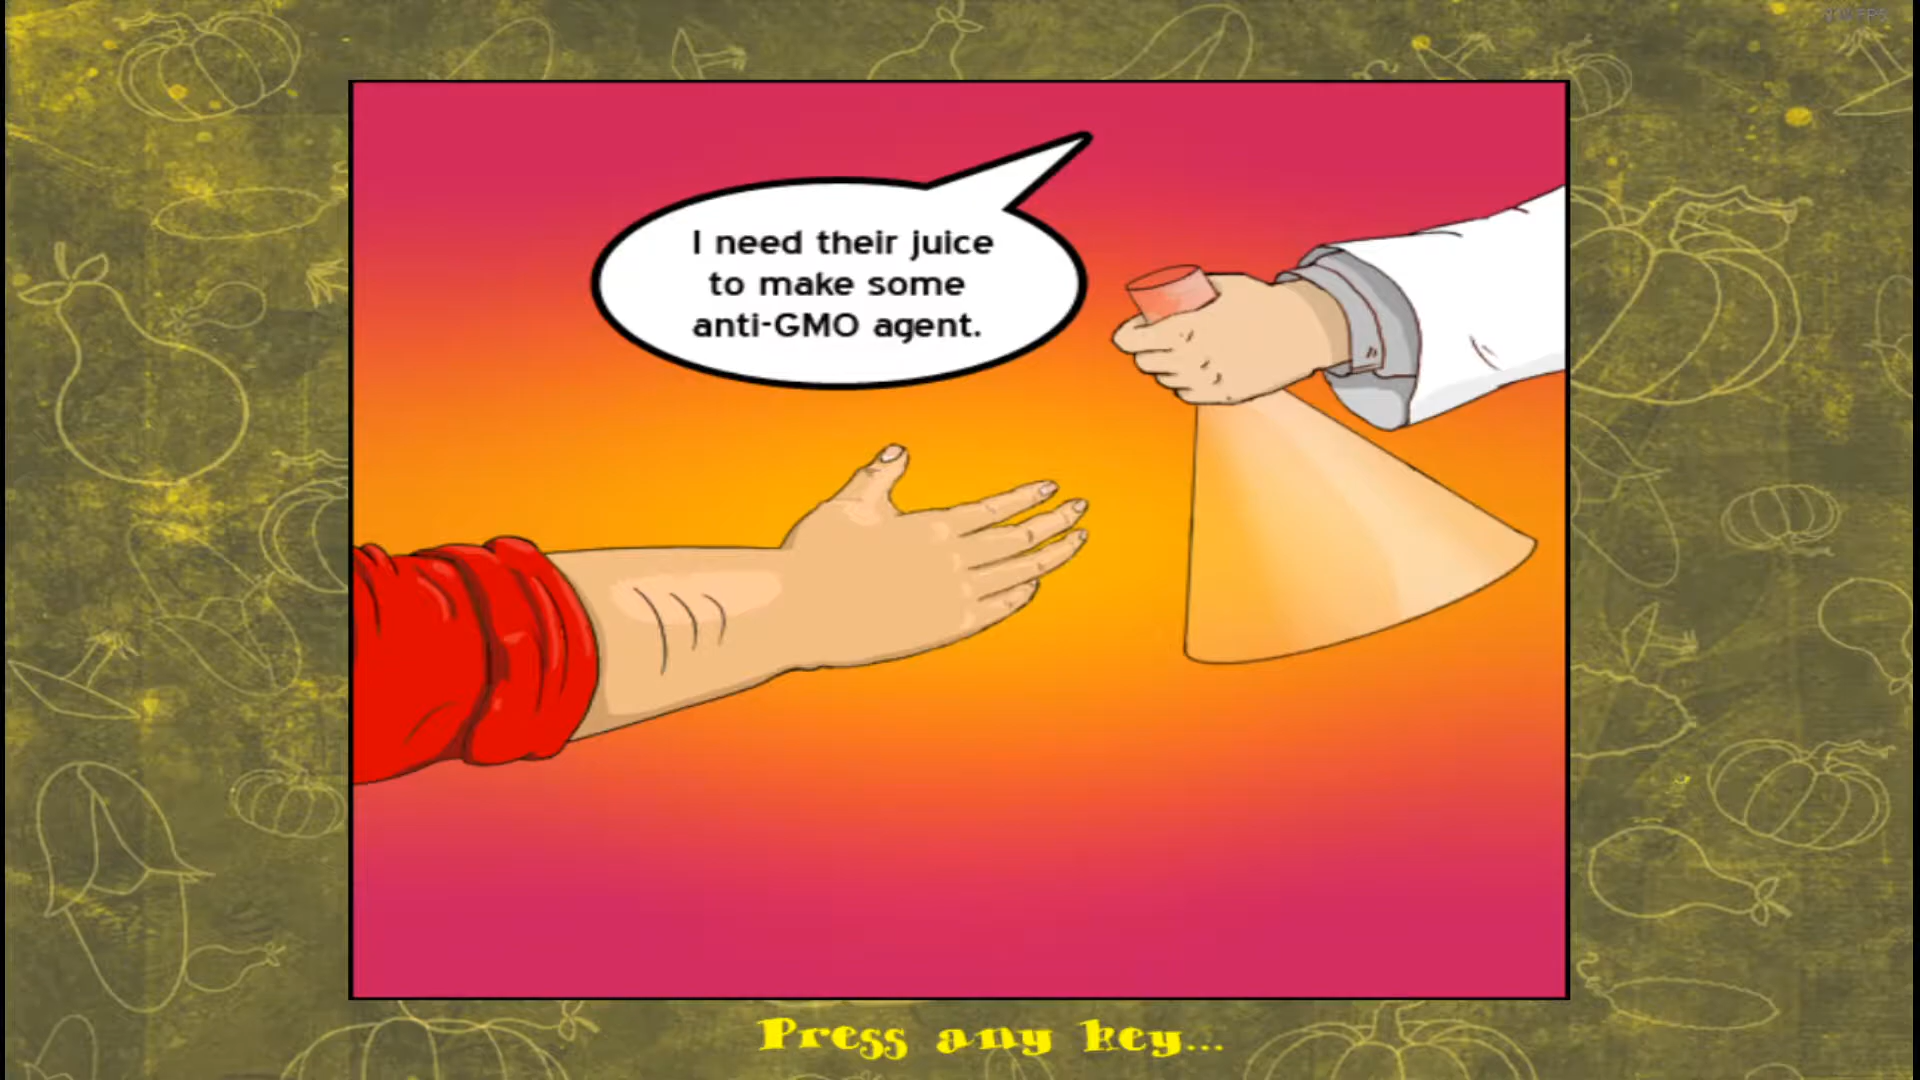 I need their juice
to make some
anti-GMO agent.
Press any key...